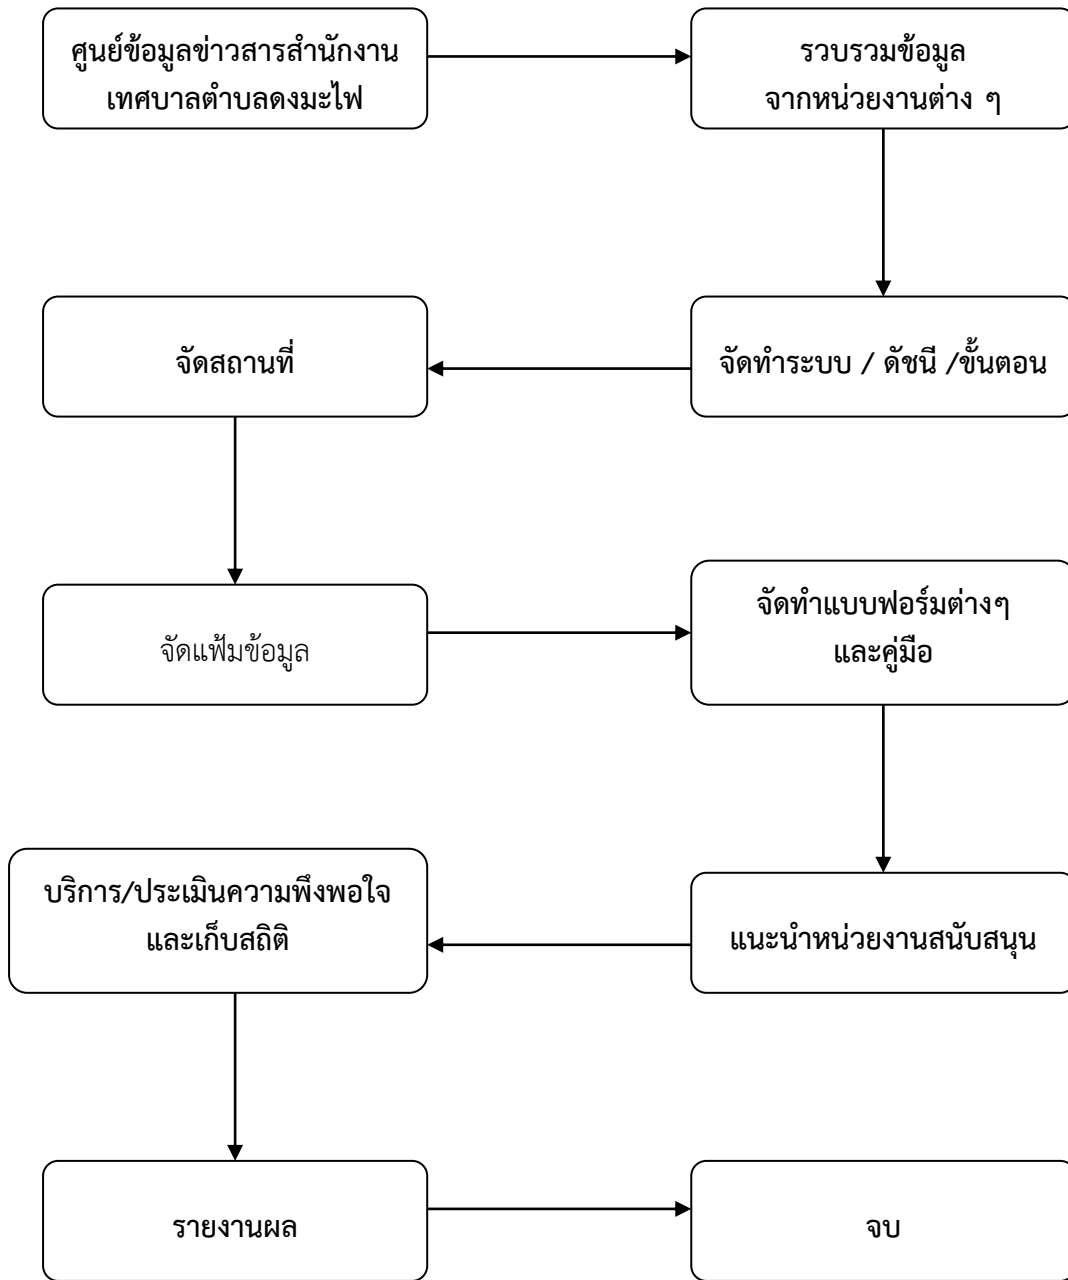 ศูนย์ข้อมูลข่าวสารสำนักงาน
เทศบาลตำบลดงมะไฟ
รวบรวมข้อมูล
จากหน่วยงานต่าง ๆ
จัดทำระบบ / ดัชนี /ขั้นตอน
จัดสถานที่
จัดแฟ้มข้อมูล
จัดทำแบบฟอร์มต่างๆ
และคู่มือ
แนะนำหน่วยงานสนับสนุน
บริการ/ประเมินความพึงพอใจ
และเก็บสถิติ
รายงานผล
จบ